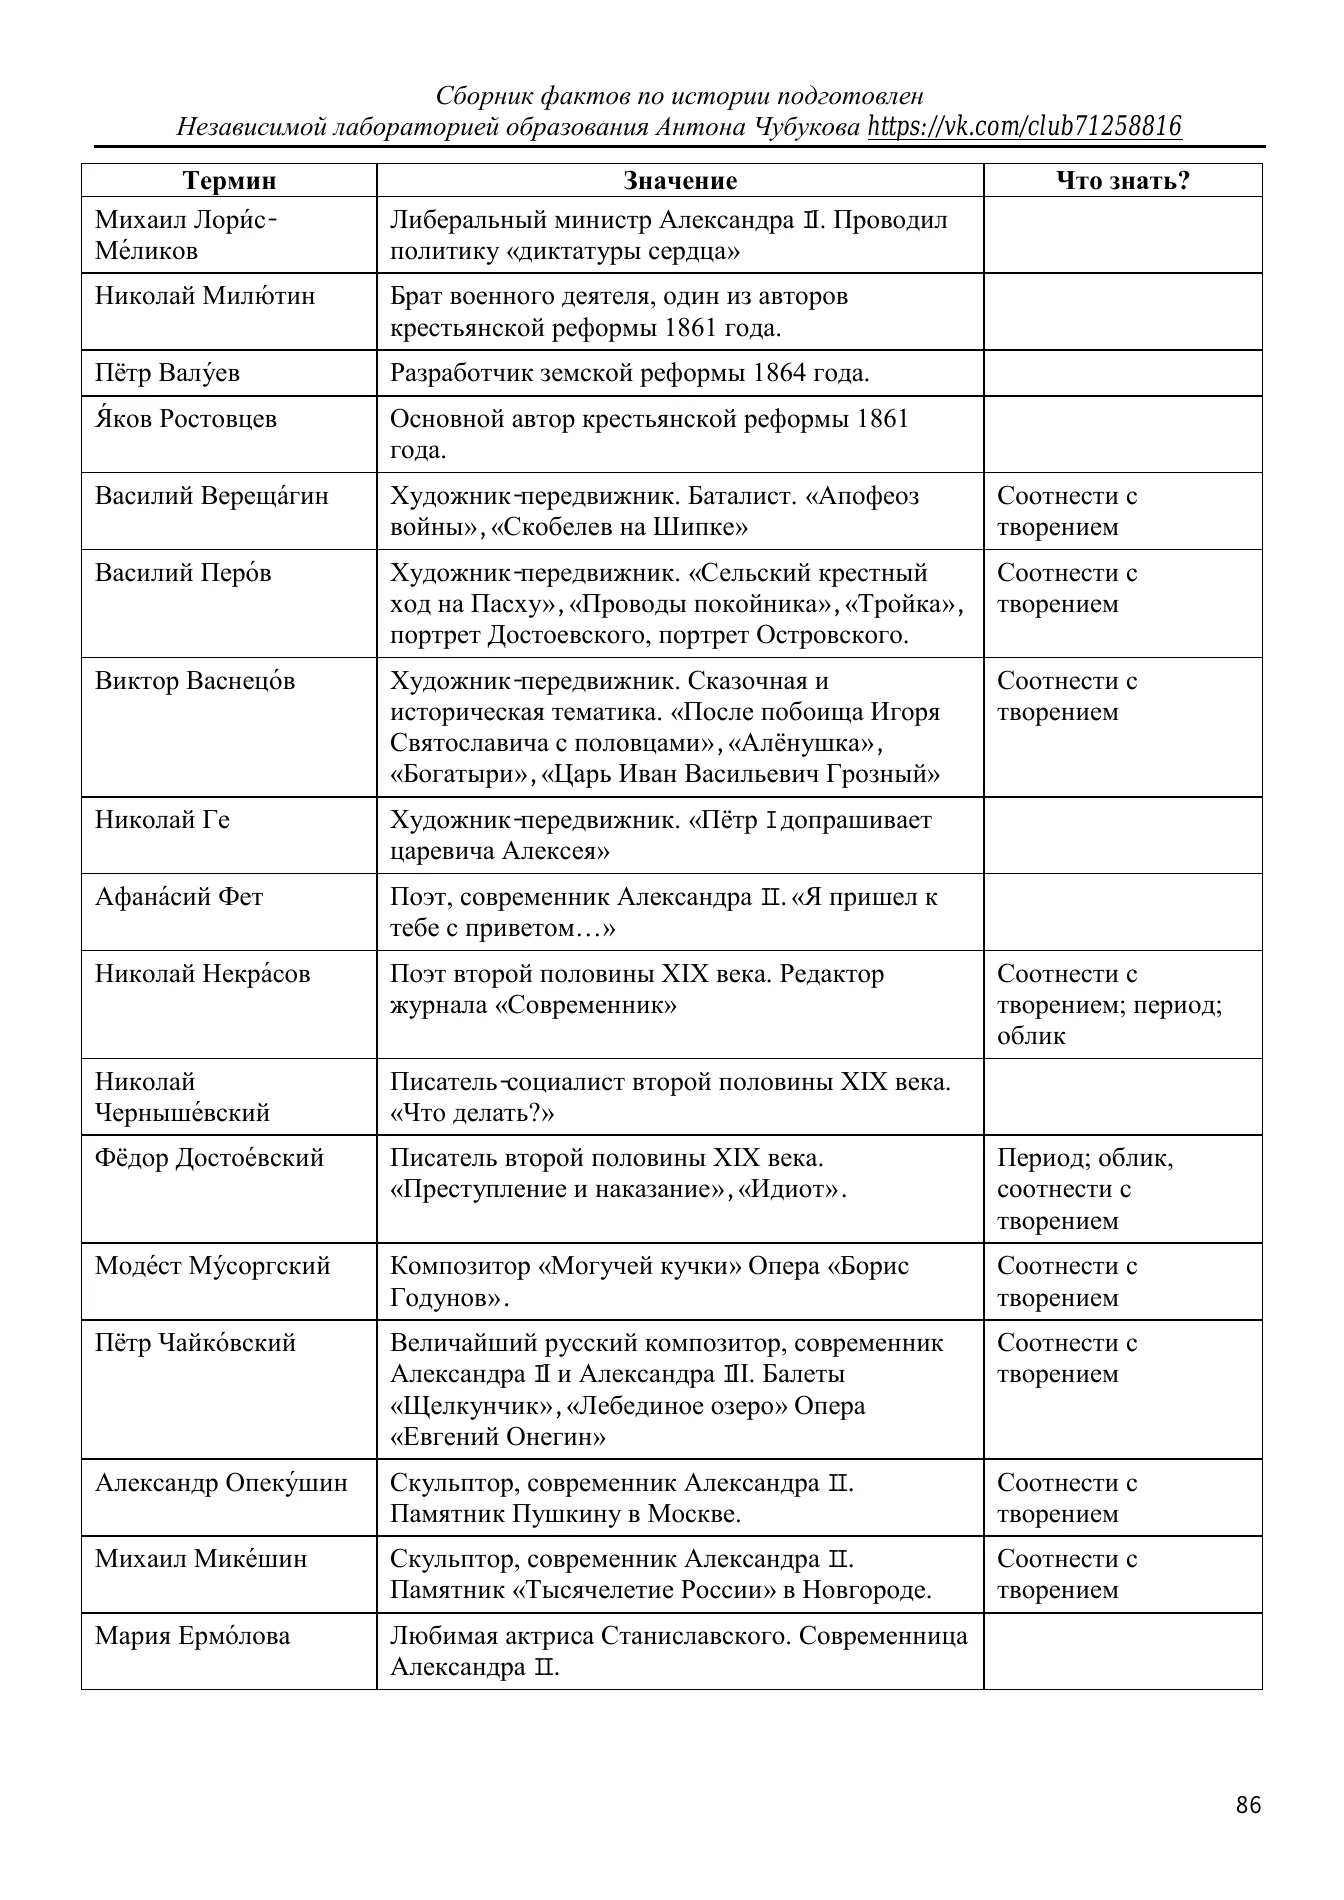 Сборник фактов по истории подготовлен
Независимой лабораторией образования Антона Чубукова https://vk.com/club71258816
Термин Значение Что знать?
Михаил Лори́с- Либеральный министр Александра II. Проводил
Ме́ликов политику «диктатуры сердца»
Николай Милю́тин Брат военного деятеля, один из авторов
крестьянской реформы 1861 года.
Пётр Валу́ев Разработчик земской реформы 1864 года.
Я́ков Ростовцев Основной автор крестьянской реформы 1861
года.
Василий Вереща́гин Художник-передвижник. Баталист. «Апофеоз Соотнести с
войны», «Скобелев на Шипке» творением
Василий Перо́в Художник-передвижник. «Сельский крестный Соотнести с
ход на Пасху», «Проводы покойника», «Тройка», творением
портрет Достоевского, портрет Островского.
Виктор Васнецо́в Художник-передвижник. Сказочная и Соотнести с
историческая тематика. «После побоища Игоря творением
Святославича с половцами», «Алёнушка»,
«Богатыри», «Царь Иван Васильевич Грозный»
Николай Ге Художник-передвижник. «Пётр I допрашивает
царевича Алексея»
Афана́сий Фет Поэт, современник Александра II. «Я пришел к
тебе с приветом…»
Николай Некра́сов Поэт второй половины XIX века. Редактор Соотнести с
журнала «Современник» творением; период;
облик
Николай Писатель-социалист второй половины XIX века.
Черныше́вский «Что делать?»
Фёдор Достое́вский Писатель второй половины XIX века. Период; облик,
«Преступление и наказание», «Идиот». соотнести с
творением
Моде́ст Му́соргский Композитор «Могучей кучки» Опера «Борис Соотнести с
Годунов». творением
Пётр Чайко́вский Величайший русский композитор, современник Соотнести с
Александра II и Александра III. Балеты творением
«Щелкунчик», «Лебединое озеро» Опера
«Евгений Онегин»
Александр Опеку́шин Скульптор, современник Александра II. Соотнести с
Памятник Пушкину в Москве. творением
Михаил Мике́шин Скульптор, современник Александра II. Соотнести с
Памятник «Тысячелетие России» в Новгороде. творением
Мария Ермо́лова Любимая актриса Станиславского. Современница
Александра II.
86